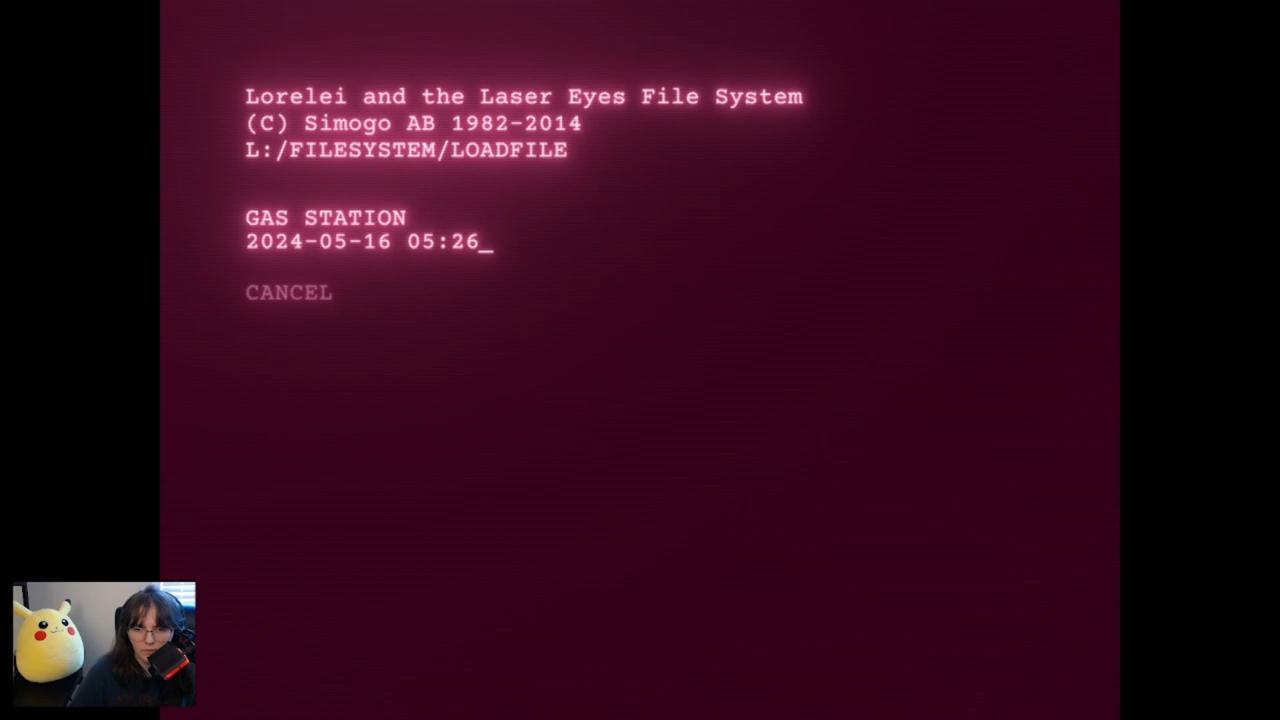 Lorelei and the Laser Eyes File System
(C) Simogo AB 1982-2014
L:/FILESYSTEM/LOADFILE
GAS STATION
2024-05-16 05:26_
CANCEL